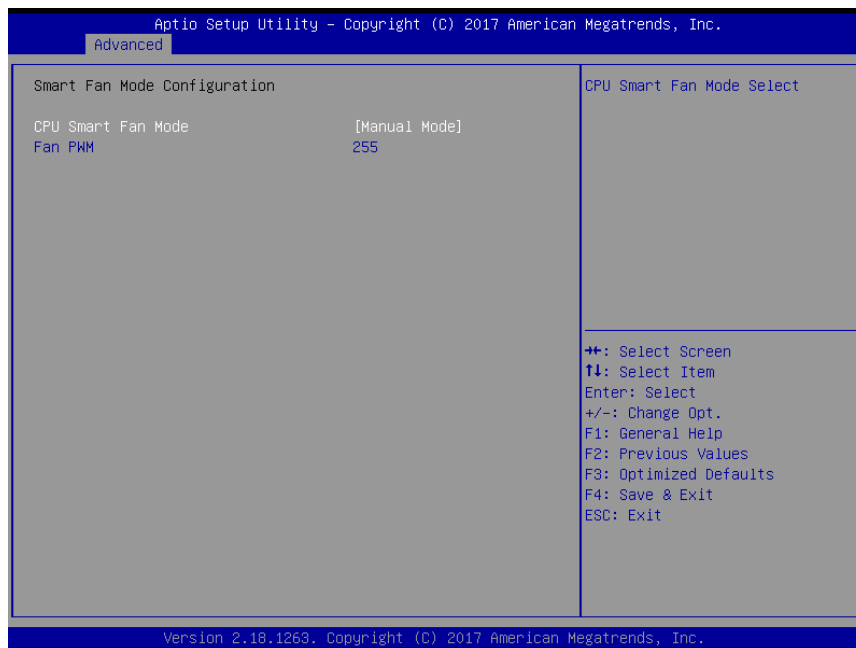 Aptio Setup Utility – Copyright (C) 2017 American Megatrends, Inc.
Advanced
Smart Fan Mode Configuration
CPU Smart Fan Mode [Manual Mode]
Fan PWM 255
CPU Smart Fan Mode Select
→←: Select Screen
↑↓: Select Item
Enter: Select
+/-: Change Opt.
F1: General Help
F2: Previous Values
F3: Optimized Defaults
F4: Save & Exit
ESC: Exit
Version 2.18.1263. Copyright (C) 2017 American Megatrends, Inc.